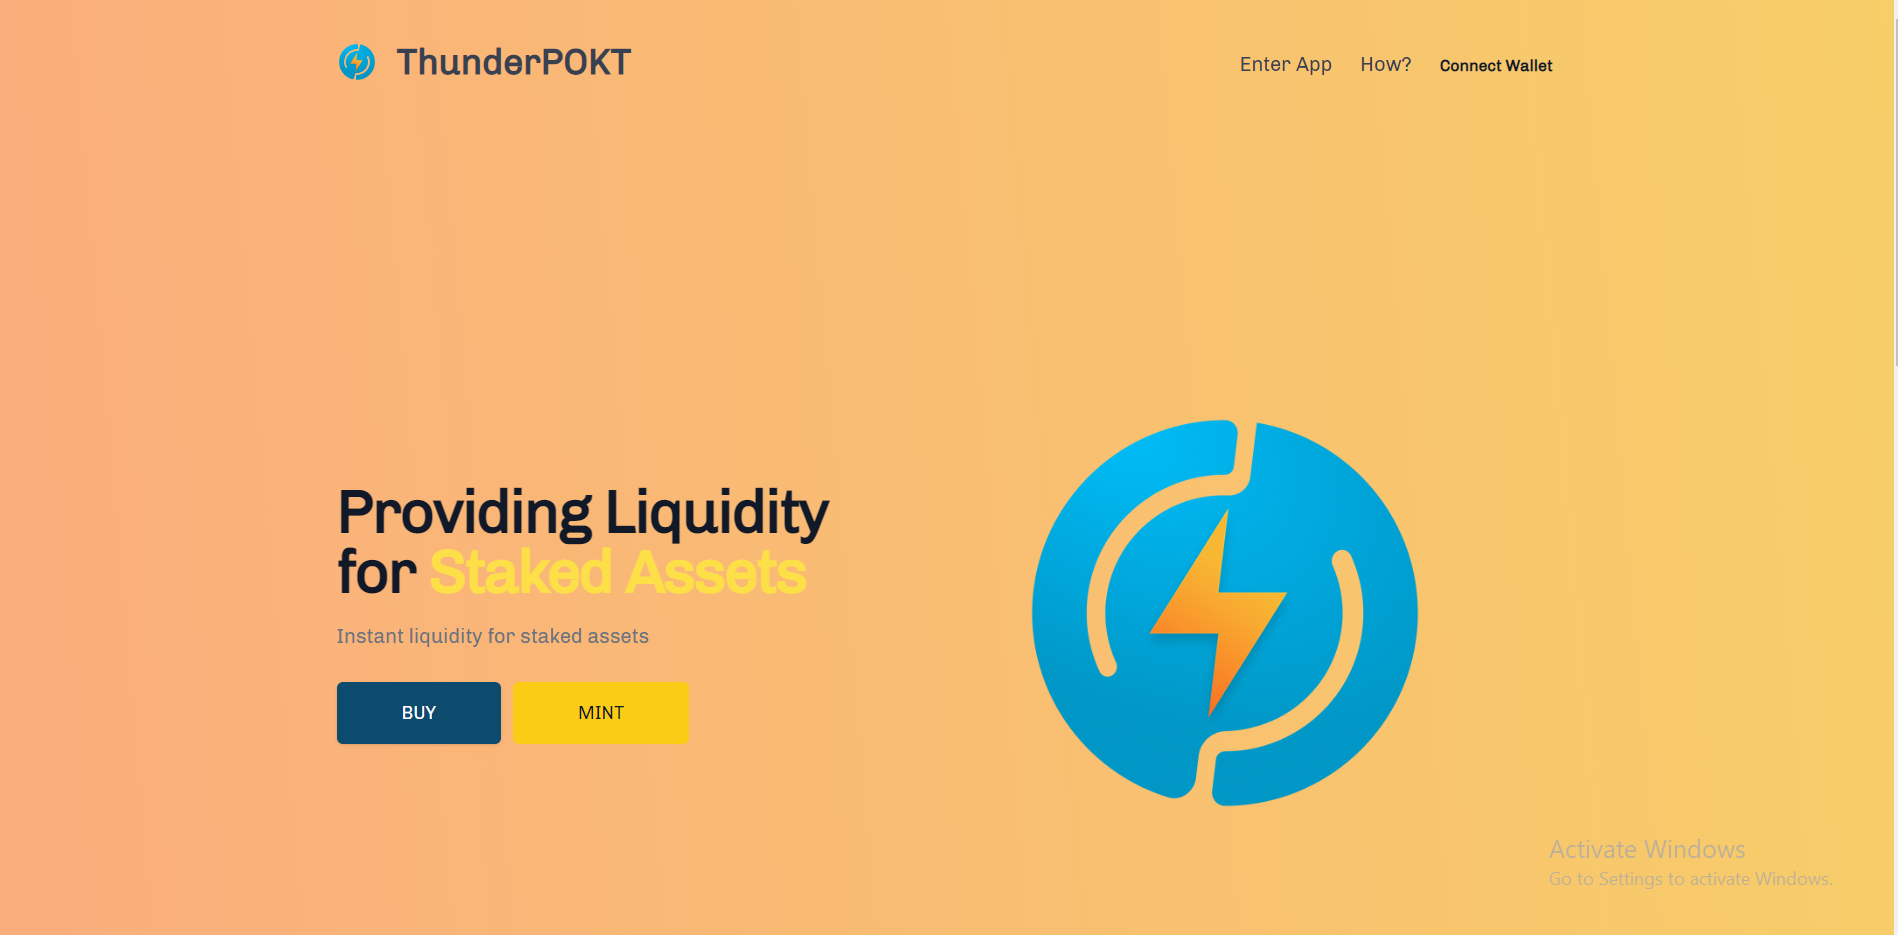 ThunderPOKT
Enter App
How?
Connect Wallet
Providing Liquidity
for Staked Assets
Instant liquidity for staked assets
BUY
MINT
Activate Windows
Go to Settings to activate Windows.